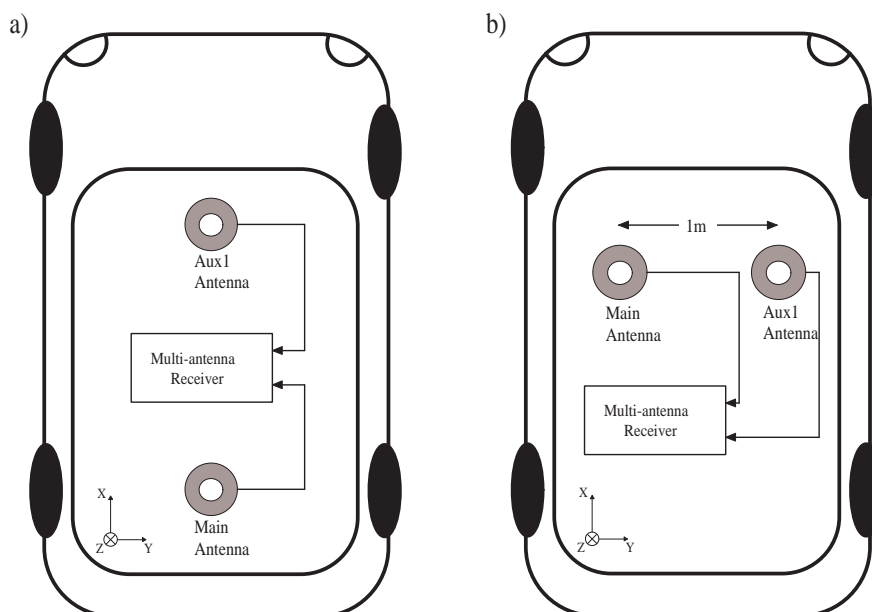 a)
Aux1
Antenna
Multi-antenna
Receiver
Main
Antenna
X
Z
Y
b)
1m
Main
Antenna
Aux1
Antenna
Multi-antenna
Receiver
X
Z
Y